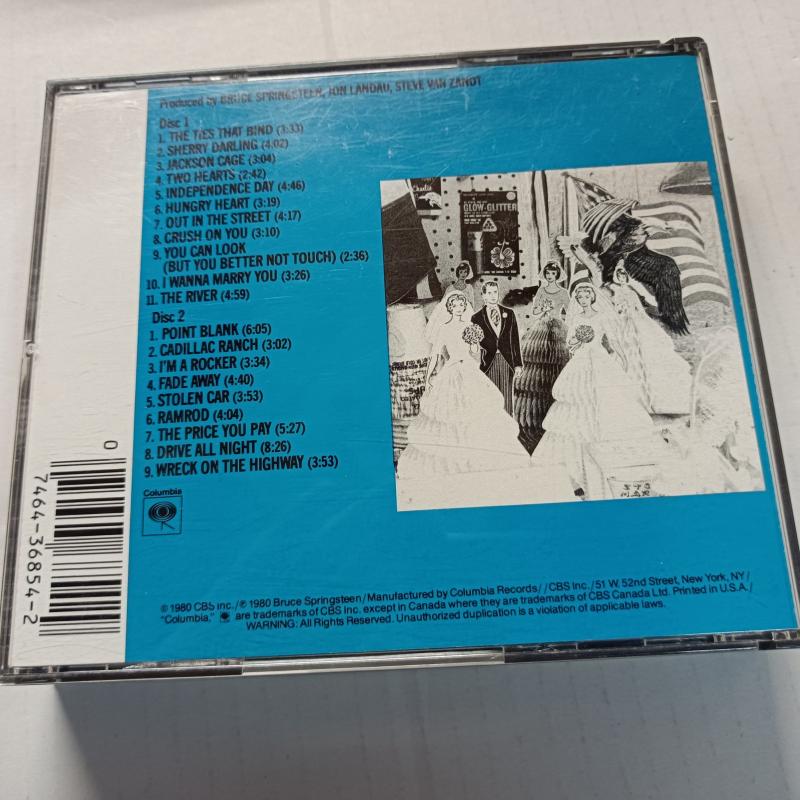 Produced by BRUCE SPRINGSTEEN, JON LANDAU, STEVE VAN ZANDT
Disc 1
1. THE TIES THAT BIND (3:33)
2. SHERRY DARLING (4:02)
3. JACKSON CAGE (3:04)
4. TWO HEARTS (2:42)
5. INDEPENDENCE DAY (4:46)
6. HUNGRY HEART (3:19)
7. OUT IN THE STREET (4:17)
8. CRUSH ON YOU (3:10)
9. YOU CAN LOOK
(BUT YOU BETTER NOT TOUCH) (2:36)
10. I WANNA MARRY YOU (3:26)
11. THE RIVER (4:59)
Disc 2
1. POINT BLANK (6:05)
2. CADILLAC RANCH (3:02)
3. I'M A ROCKER (3:34)
4. FADE AWAY (4:40)
5. STOLEN CAR (3:53)
6. RAMROD (4:04)
7. THE PRICE YOU PAY (5:27)
8. DRIVE ALL NIGHT (8:26)
9. WRECK ON THE HIGHWAY (3:53)
Charlie
GLOW-GLITTER
0
7464-36854-2
Columbia
© 1980 CBS Inc./℗ 1980 Bruce Springsteen/Manufactured by Columbia Records//CBS Inc./51 W. 52nd Street, New York, NY/
"Columbia," are trademarks of CBS Inc. except in Canada where they are trademarks of CBS Canada Ltd. Printed in U.S.A./
WARNING: All Rights Reserved. Unauthorized duplication is a violation of applicable laws.